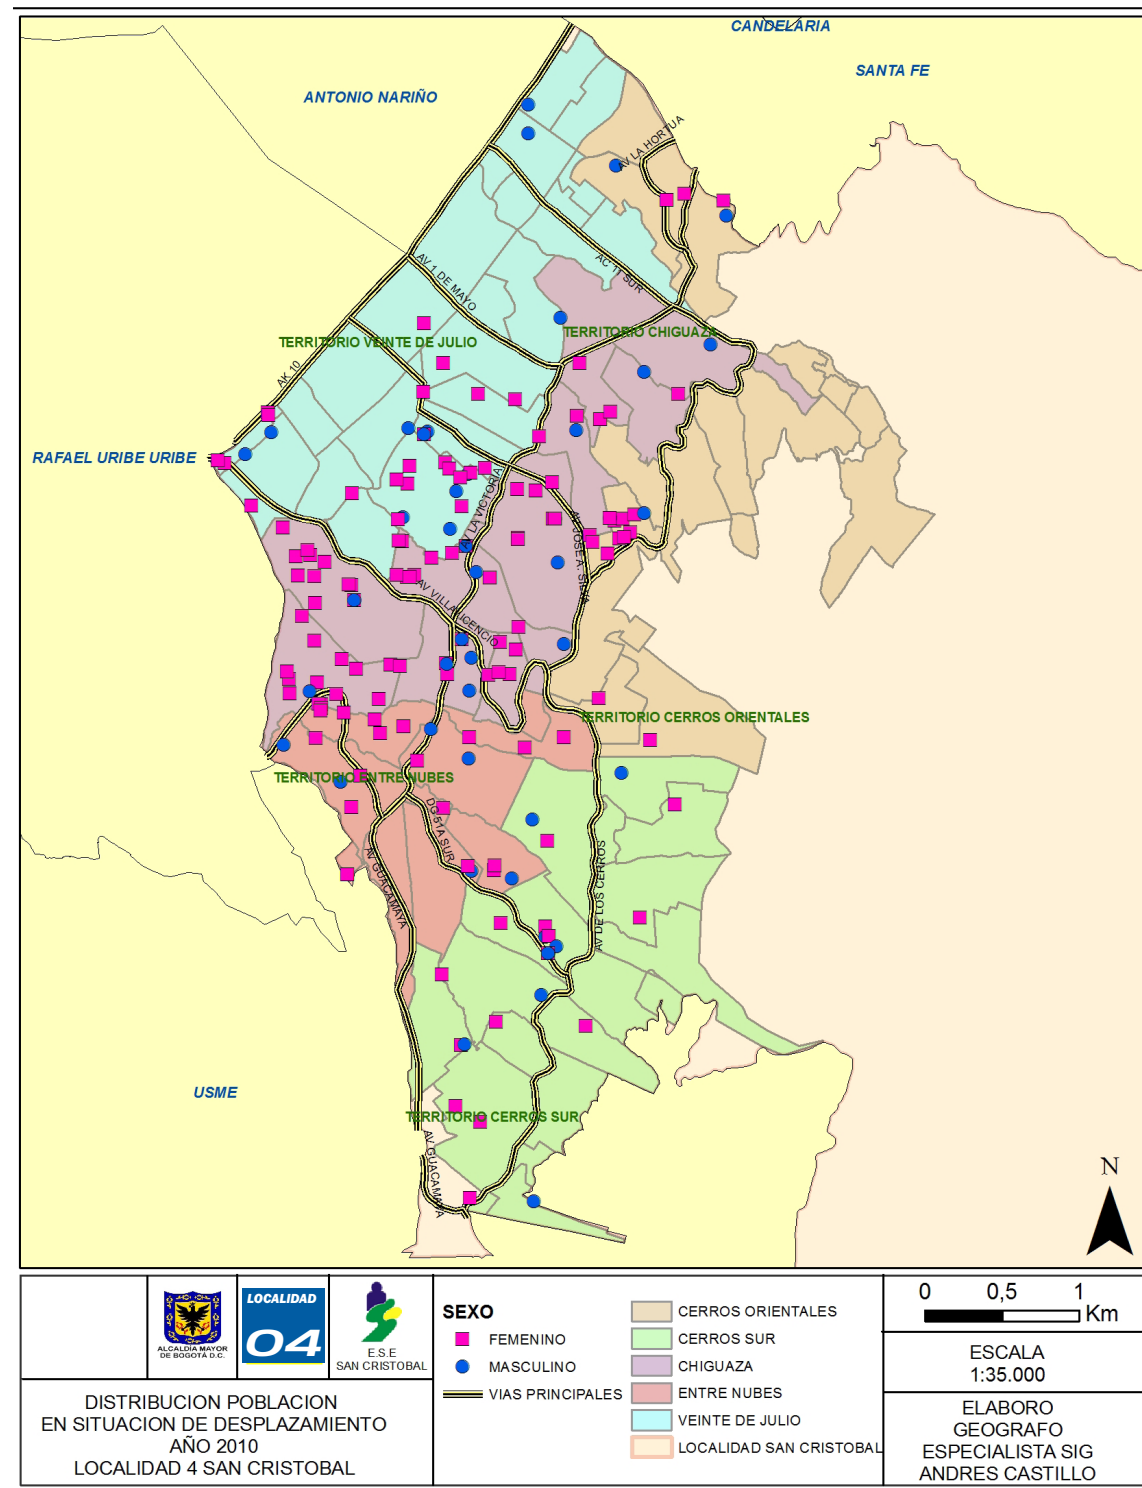 CANDELARIA
SANTA FE
ANTONIO NARIÑO
AV LA HORTUA
AC 11 SUR
AV 1 DE MAYO
TERRITORIO CHIGUAZA
TERRITORIO VEINTE DE JULIO
AK 10
RAFAEL URIBE URIBE
AV LA VICTORIA
AV JOSE A. SILVA
AV VILLAVICENCIO
TERRITORIO CERROS ORIENTALES
TERRITORIO ENTRE NUBES
DG 51A SUR
AV GUACAMAYA
AV DE LOS CERROS
USME
TERRITORIO CERROS SUR
AV GUACAMAYA
N
ALCALDIA MAYOR
DE BOGOTÁ D.C.
LOCALIDAD
04
E.S.E
SAN CRISTOBAL
DISTRIBUCION POBLACION
EN SITUACION DE DESPLAZAMIENTO
AÑO 2010
LOCALIDAD 4 SAN CRISTOBAL
SEXO
FEMENINO
MASCULINO
VIAS PRINCIPALES
CERROS ORIENTALES
CERROS SUR
CHIGUAZA
ENTRE NUBES
VEINTE DE JULIO
LOCALIDAD SAN CRISTOBAL
0 0,5 1
Km
ESCALA
1:35.000
ELABORO
GEOGRAFO
ESPECIALISTA SIG
ANDRES CASTILLO